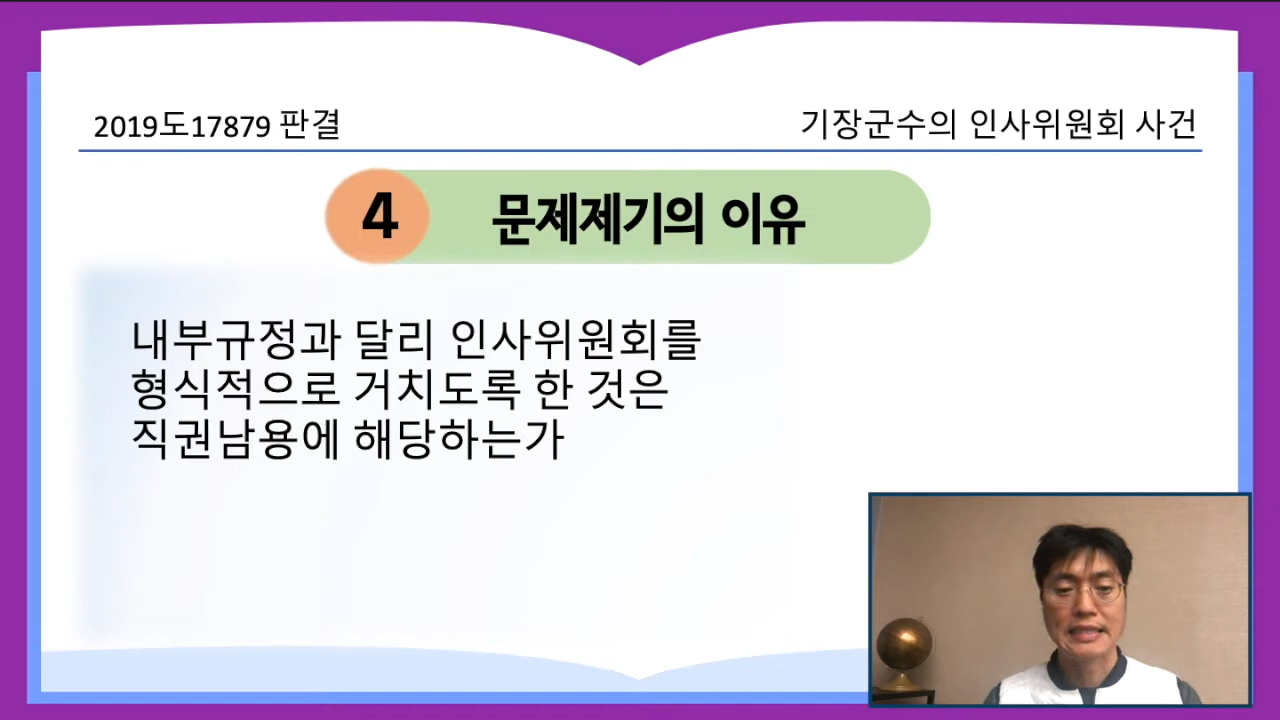 2019도17879 판결
기장군수의 인사위원회 사건
4
문제제기의 이유
내부규정과 달리 인사위원회를
형식적으로 거치도록 한 것은
직권남용에 해당하는가